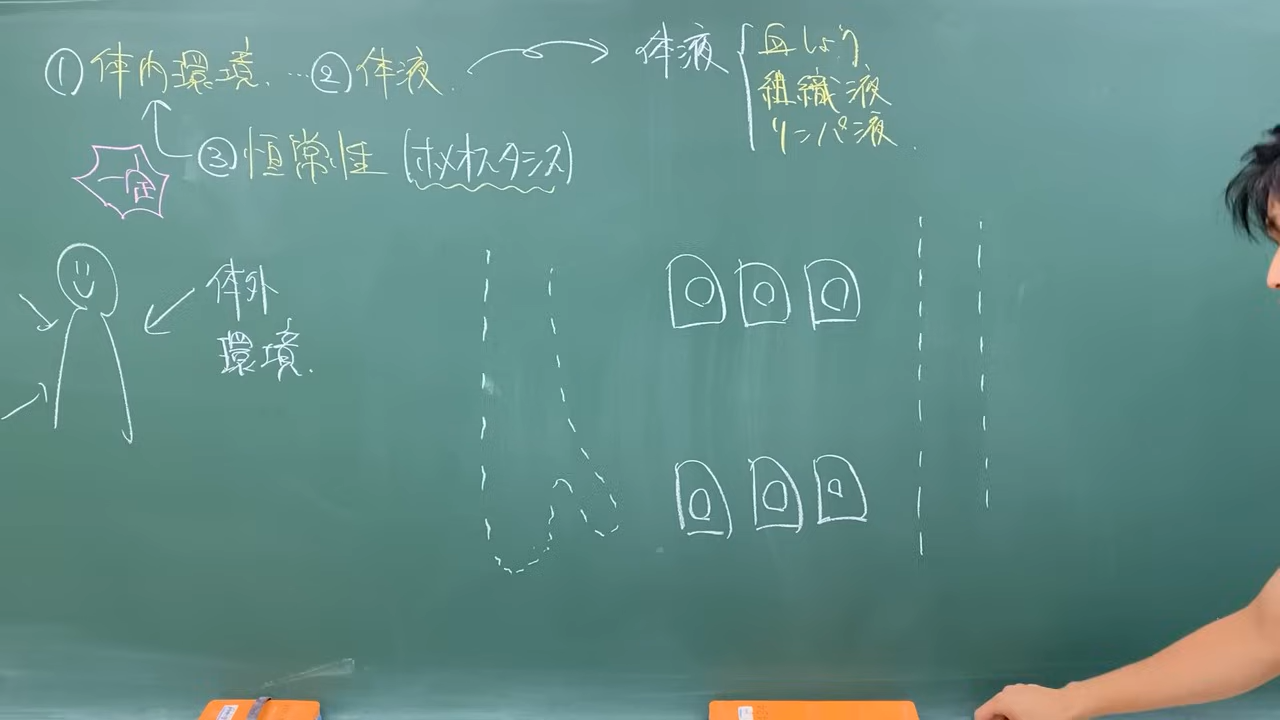 ①体内環境…②体液.
体液
血しょう
組織液
リンパ液.
③恒常性(ホメオスタシス)
一定
体外
環境.